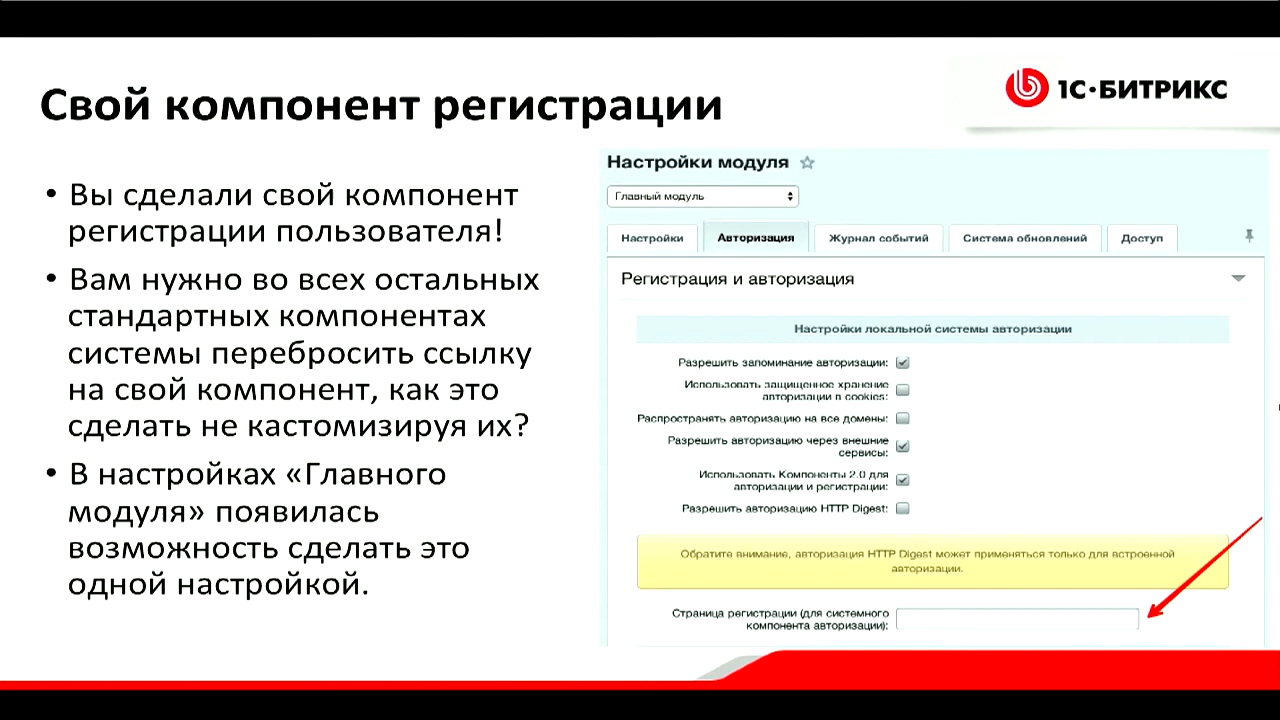 Свой компонент регистрации
1С·БИТРИКС
• Вы сделали свой компонент
регистрации пользователя!
• Вам нужно во всех остальных
стандартных компонентах
системы перебросить ссылку
на свой компонент, как это
сделать не кастомизируя их?
• В настройках «Главного
модуля» появилась
возможность сделать это
одной настройкой.
Настройки модуля
Главный модуль
Настройки Авторизация Журнал событий Система обновлений Доступ
Регистрация и авторизация
Настройки локальной системы авторизации
Разрешить запоминание авторизации:
Использовать защищенное хранение
авторизации в cookies:
Распространять авторизацию на все домены:
Разрешить авторизацию через внешние
сервисы:
Использовать Компоненты 2.0 для
авторизации и регистрации:
Разрешить авторизацию HTTP Digest:
Обратите внимание, авторизация HTTP Digest может применяться только для встроенной
авторизации.
Страница регистрации (для системного
компонента авторизации):